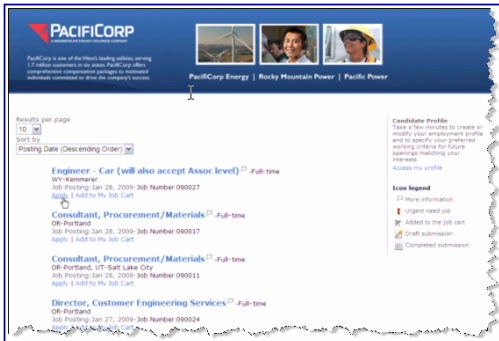 PACIFICORP
A MIDAMERICAN ENERGY HOLDINGS COMPANY
PacifiCorp is one of the West's leading utilities, serving
1.7 million customers in six states. PacifiCorp offers
comprehensive compensation packages to motivated
individuals committed to drive the company's success.
PacifiCorp Energy | Rocky Mountain Power | Pacific Power
Results per page
10
Sort by
Posting Date (Descending Order)
Engineer - Car (will also accept Assoc level) -Full-time
WY-Kemmerer
Job Posting:Jan 28, 2009-Job Number 090027
Apply | Add to My Job Cart
Consultant, Procurement/Materials -Full-time
OR-Portland
Job Posting:Jan 28, 2009-Job Number 090017
Apply | Add to My Job Cart
Consultant, Procurement/Materials -Full-time
OR-Portland, UT-Salt Lake City
Job Posting:Jan 28, 2009-Job Number 090011
Apply | Add to My Job Cart
Director, Customer Engineering Services -Full-time
OR-Portland
Job Posting:Jan 27, 2009-Job Number 090024
Apply | Add to My Job Cart
Candidate Profile
Take a few minutes to create or
modify your employment profile
and to specify your preferred
working criteria for future
openings matching your
interests.
Access my profile
Icon legend
More information
Urgent need job
Added to the job cart
Draft submission
Completed submission